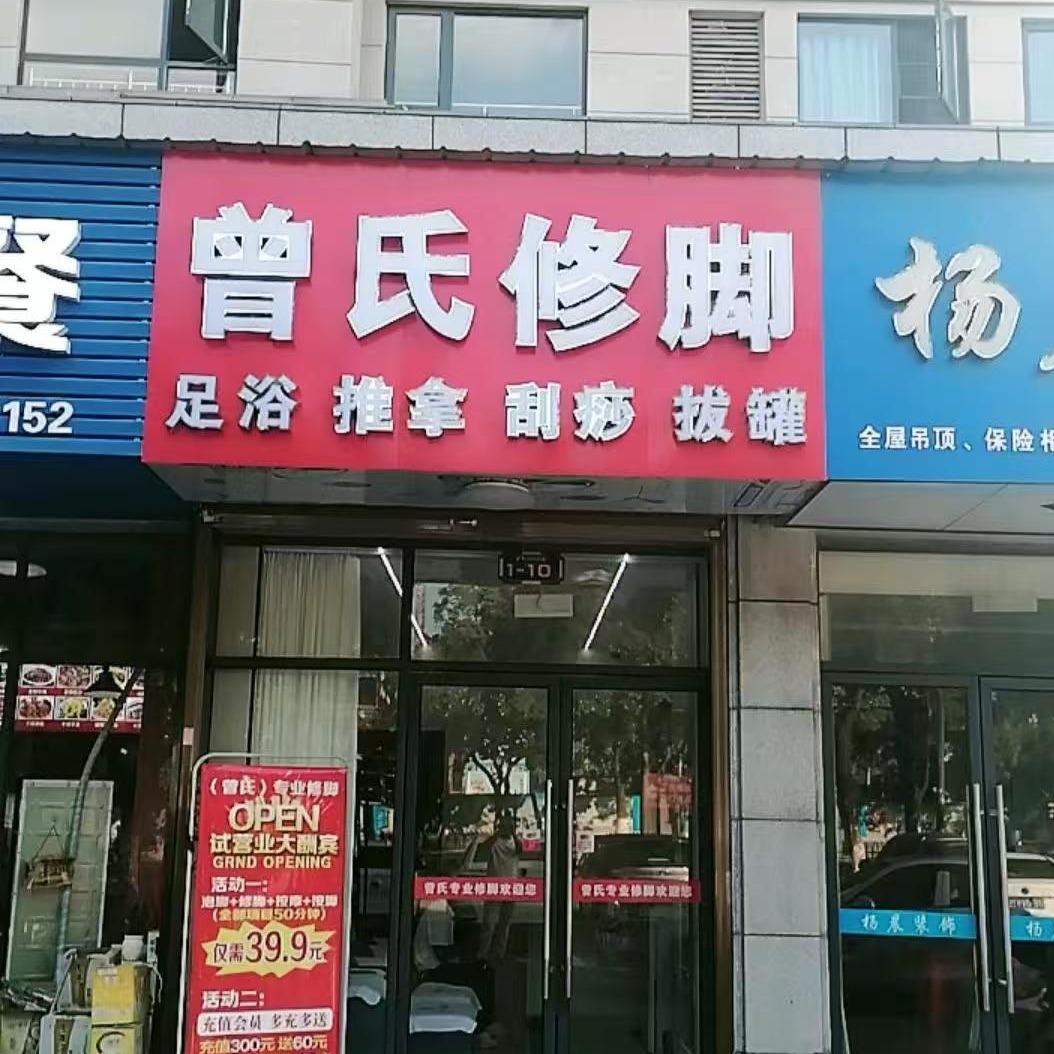 餐
152
曾氏修脚
足浴 推拿 刮痧 拔罐
杨
全屋吊顶、保险柜
1-10
（曾氏）专业修脚
OPEN
试营业大酬宾
GRND OPENING
活动一：
泡脚+修脚+按摩+按脚
（全部项目50分钟）
仅需39.9元
活动二：
充值会员 多充多送
充值300元 送60元
曾氏专业修脚欢迎您
曾氏专业修脚欢迎您
杨晨装饰
杨